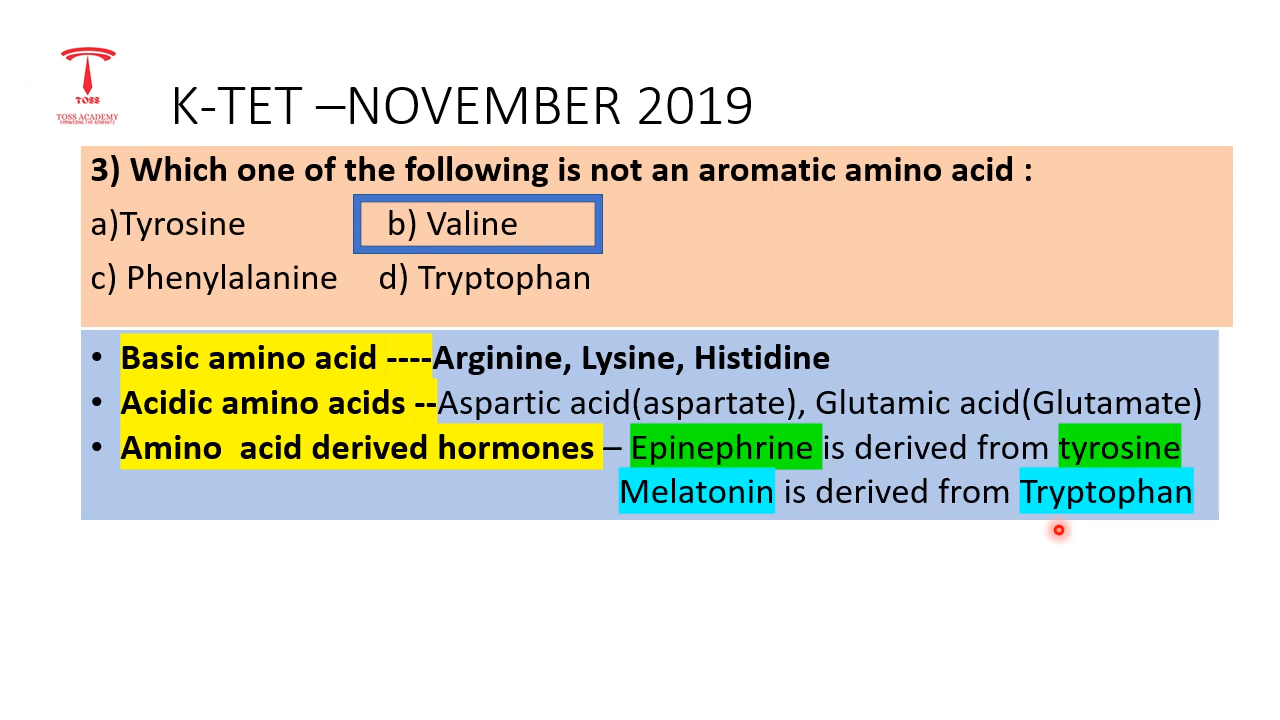 TOSS
TOSS ACADEMY
K-TET –NOVEMBER 2019
3) Which one of the following is not an aromatic amino acid :
a)Tyrosine b) Valine
c) Phenylalanine d) Tryptophan
• Basic amino acid ----Arginine, Lysine, Histidine
• Acidic amino acids --Aspartic acid(aspartate), Glutamic acid(Glutamate)
• Amino acid derived hormones – Epinephrine is derived from tyrosine
Melatonin is derived from Tryptophan